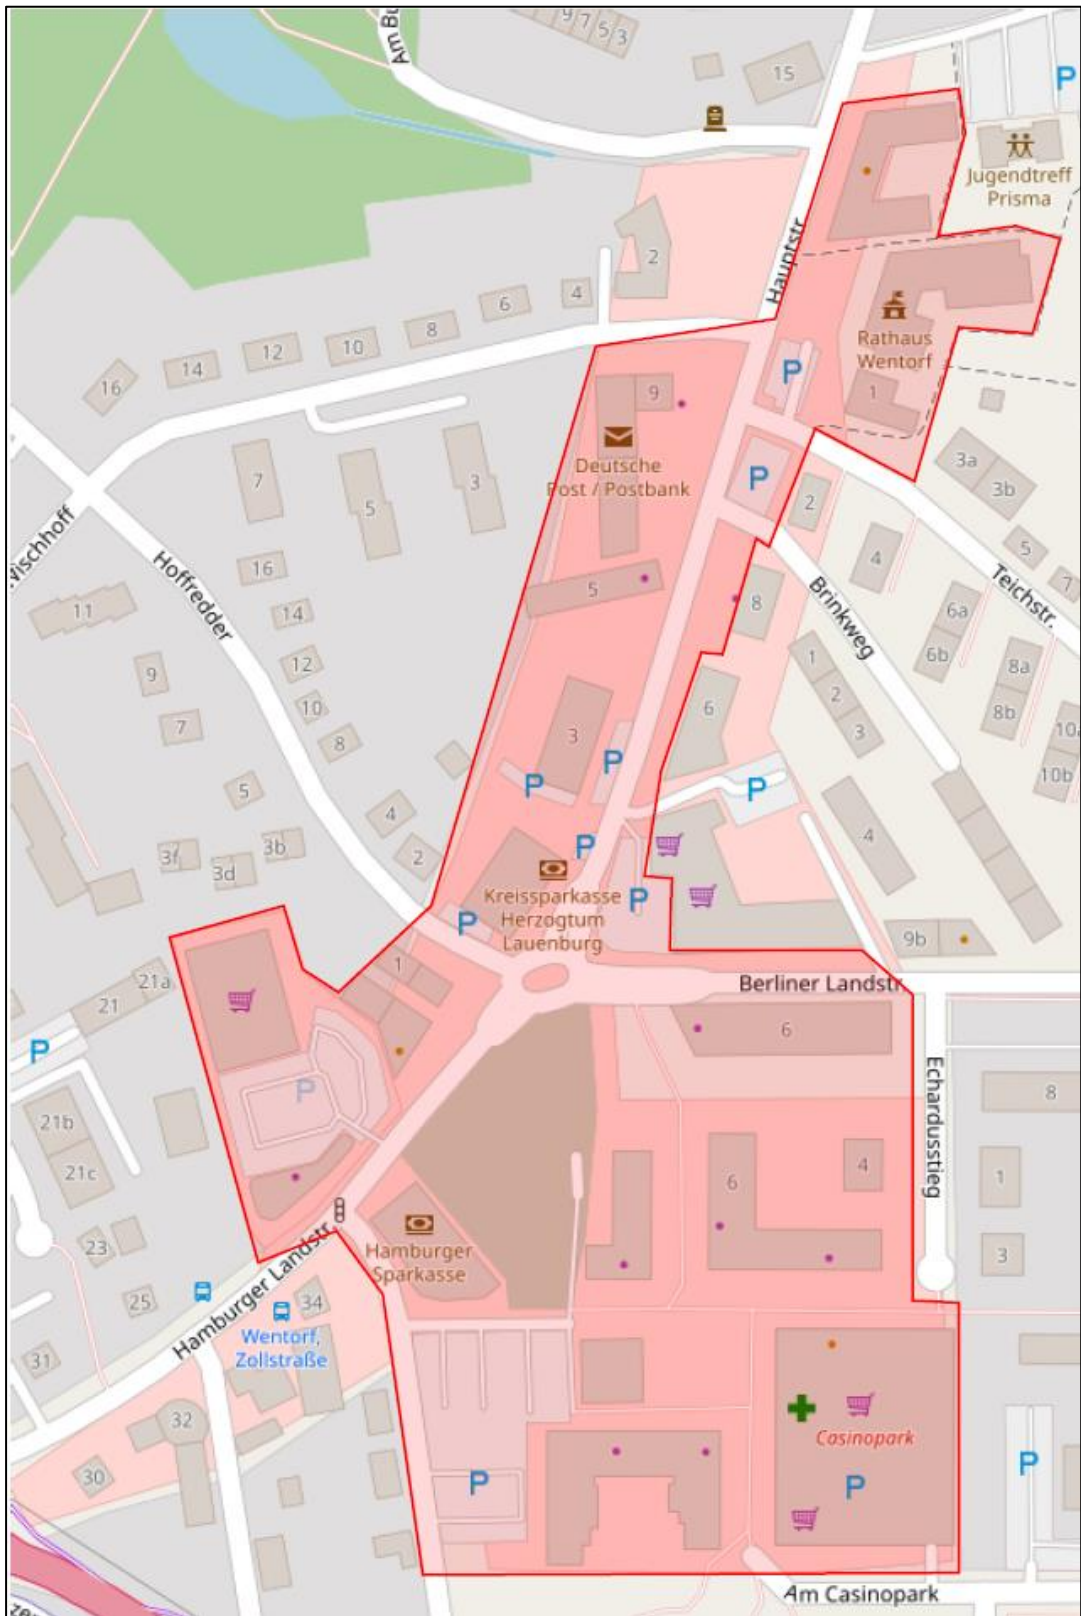 9
7
5
3
Am Bu
15
P
Jugendtreff
Prisma
2
Hauptstr.
4
6
8
10
12
14
16
Rathaus
Wentorf
P
1
9
Deutsche
Post / Postbank
P
2
3a
3b
7
5
3
4
5
7
Wischhoff
Hoffredder
16
5
8
Brinkweg
Teichstr.
11
14
6a
6b
12
1
8a
9
10
2
6
8b
7
8
3
3
10a
10b
P
P
P
5
4
4
3f
3b
3d
2
P
Kreissparkasse
Herzogtum
Lauenburg
P
P
9b
21a
21
1
Berliner Landstr.
6
P
P
Echardusstieg
8
21b
21c
6
4
1
23
Hamburger
Sparkasse
3
25
Hamburger Landstr.
34
Wentorf,
Zollstraße
31
32
Casinopark
30
P
P
P
Am Casinopark